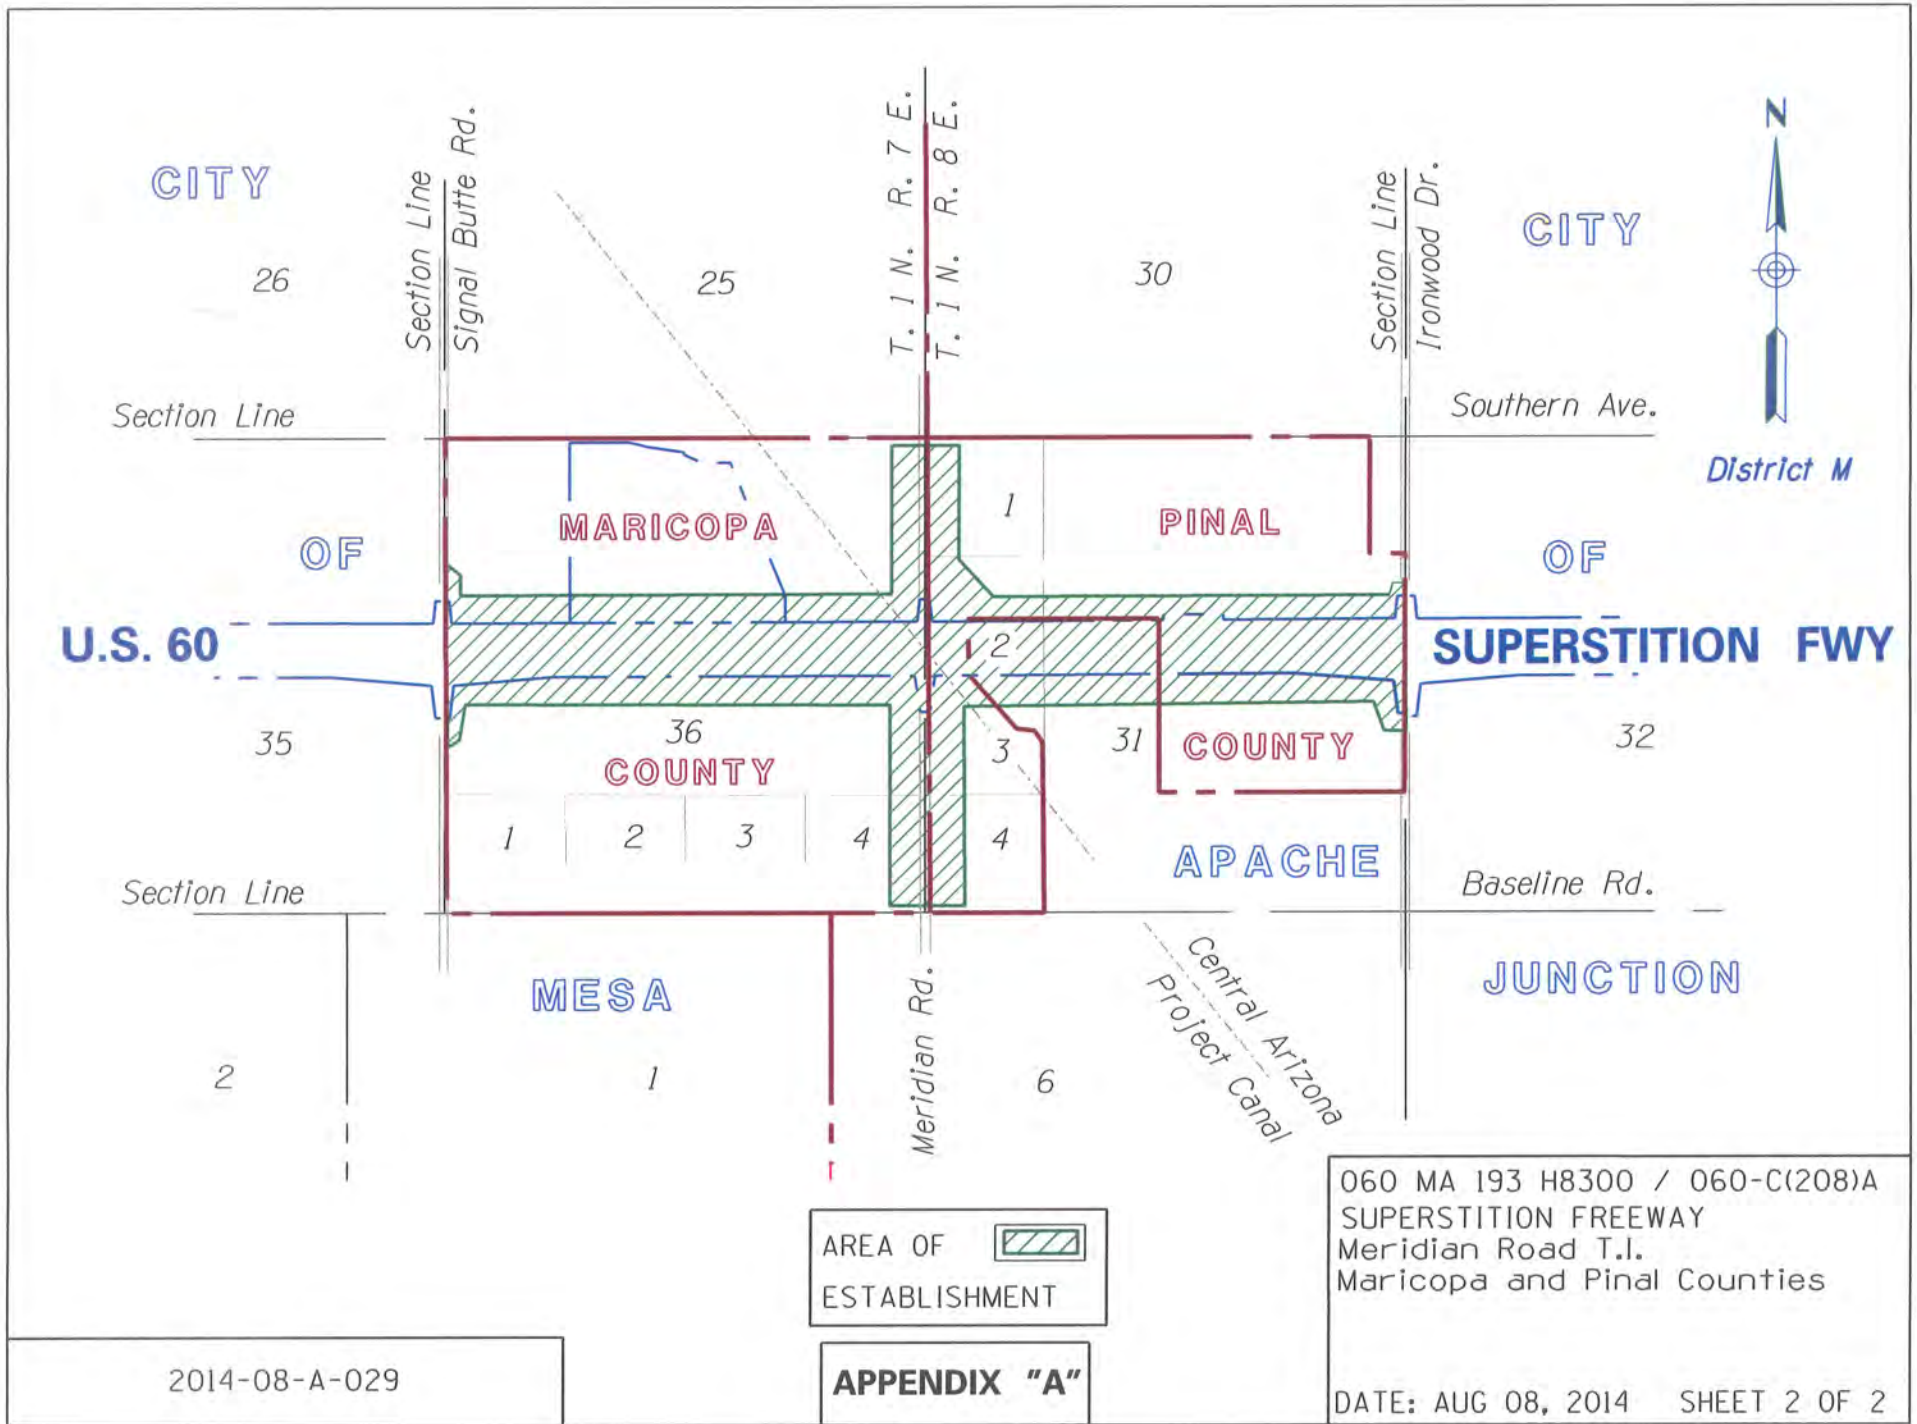 N
District M
CITY
OF
MESA
CITY
OF
APACHE
JUNCTION
Section Line
Signal Butte Rd.
T. 1 N. R. 7 E.
T. 1 N. R. 8 E.
Section Line
Ironwood Dr.
26
25
30
Section Line
Southern Ave.
MARICOPA
COUNTY
PINAL
COUNTY
1
2
3
4
U.S. 60
SUPERSTITION FWY
35
36
31
32
1
2
3
4
Section Line
Baseline Rd.
2
1
6
Meridian Rd.
Central Arizona
Project Canal
AREA OF
ESTABLISHMENT
APPENDIX "A"
2014-08-A-029
060 MA 193 H8300 / 060-C(208)A
SUPERSTITION FREEWAY
Meridian Road T.I.
Maricopa and Pinal Counties
DATE: AUG 08, 2014 SHEET 2 OF 2